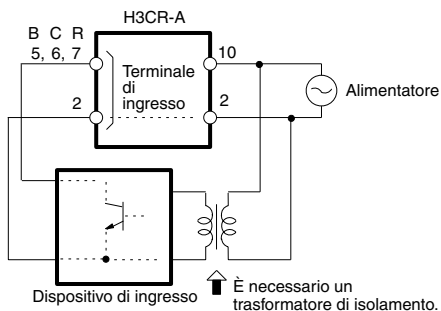 H3CR-A
B C R
5, 6, 7
10
Terminale
di
ingresso
2
2
Alimentatore
Dispositivo di ingresso
È necessario un
trasformatore di isolamento.